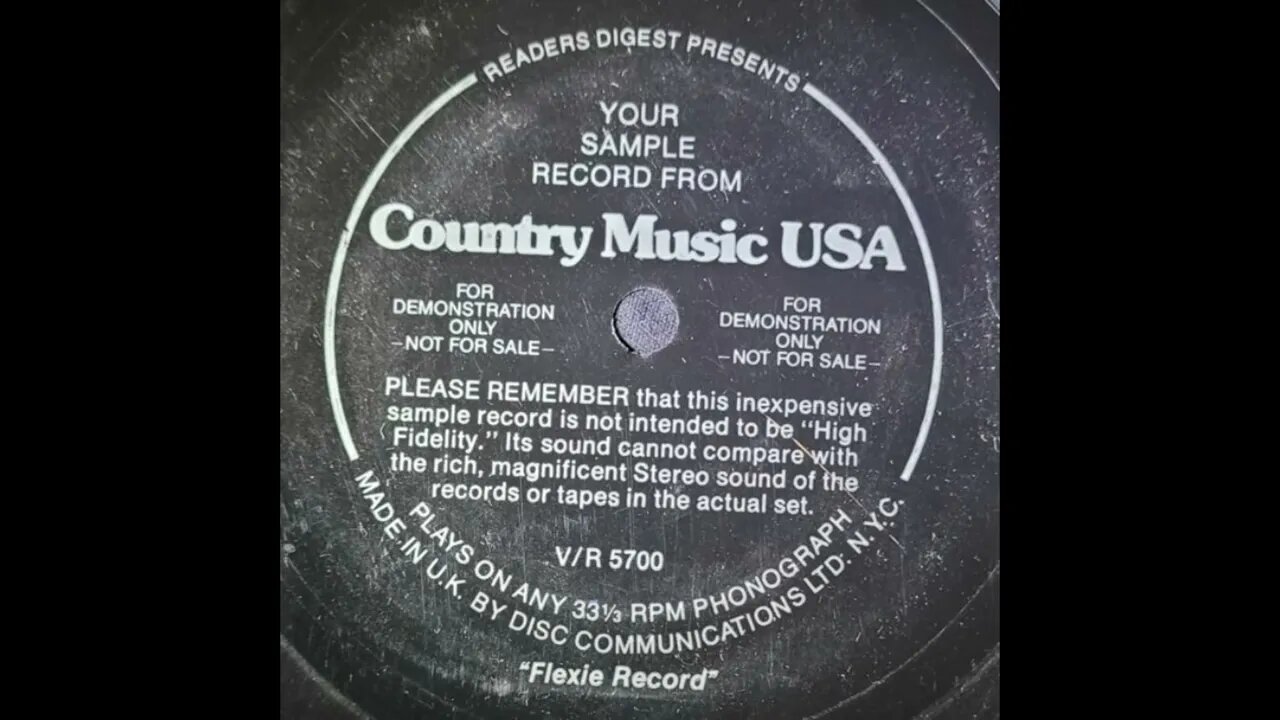 READERS DIGEST PRESENTS
YOUR
SAMPLE
RECORD FROM
Country Music USA
FOR
DEMONSTRATION
ONLY
–NOT FOR SALE–
FOR
DEMONSTRATION
ONLY
–NOT FOR SALE–
PLEASE REMEMBER that this inexpensive
sample record is not intended to be "High
Fidelity." Its sound cannot compare with
the rich, magnificent Stereo sound of the
records or tapes in the actual set.
V/R 5700
PLAYS ON ANY 33⅓ RPM PHONOGRAPH
MADE IN U.K. BY DISC COMMUNICATIONS LTD. N.Y.C.
"Flexie Record"